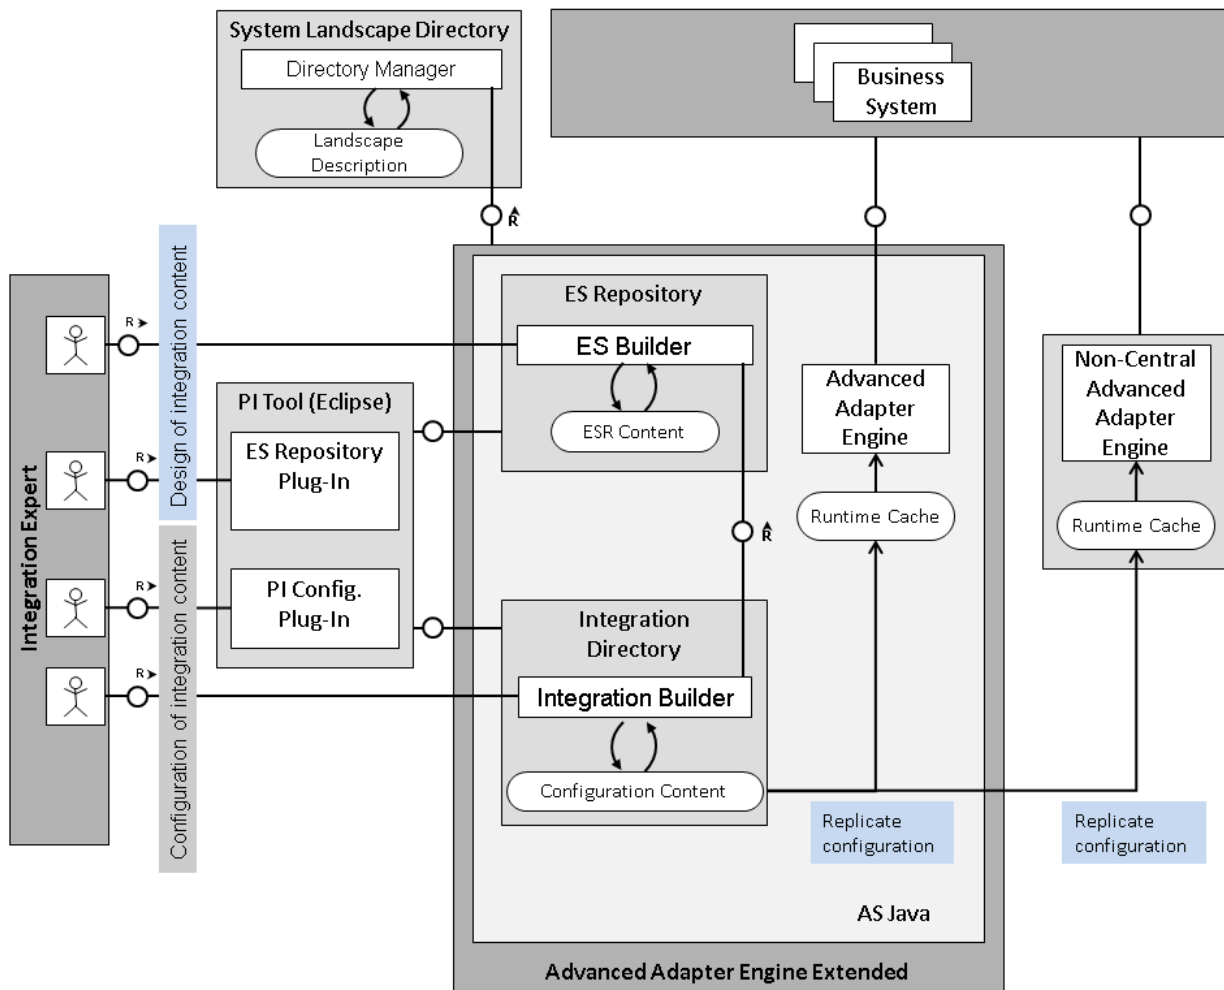 System Landscape Directory
Directory Manager
Landscape
Description
Business
System
R
Integration Expert
Design of integration content
Configuration of integration content
R
R
R
R
PI Tool (Eclipse)
ES Repository
Plug-In
PI Config.
Plug-In
ES Repository
ES Builder
ESR Content
R
Integration
Directory
Integration Builder
Configuration Content
Advanced
Adapter
Engine
Runtime Cache
Replicate
configuration
Non-Central
Advanced
Adapter
Engine
Runtime Cache
Replicate
configuration
AS Java
Advanced Adapter Engine Extended